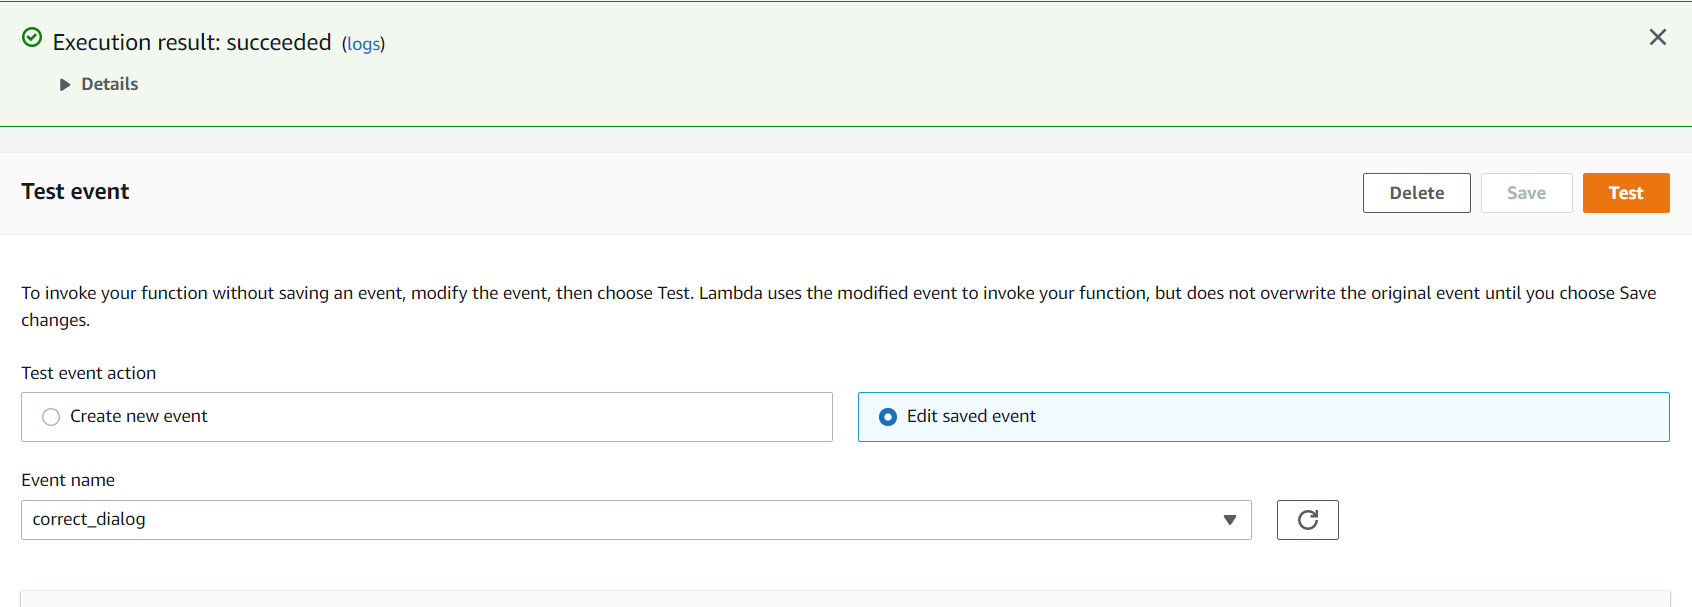 Execution result: succeeded (logs)
Details
Test event
Delete
Save
Test
To invoke your function without saving an event, modify the event, then choose Test. Lambda uses the modified event to invoke your function, but does not overwrite the original event until you choose Save
changes.
Test event action
Create new event
Edit saved event
Event name
correct_dialog